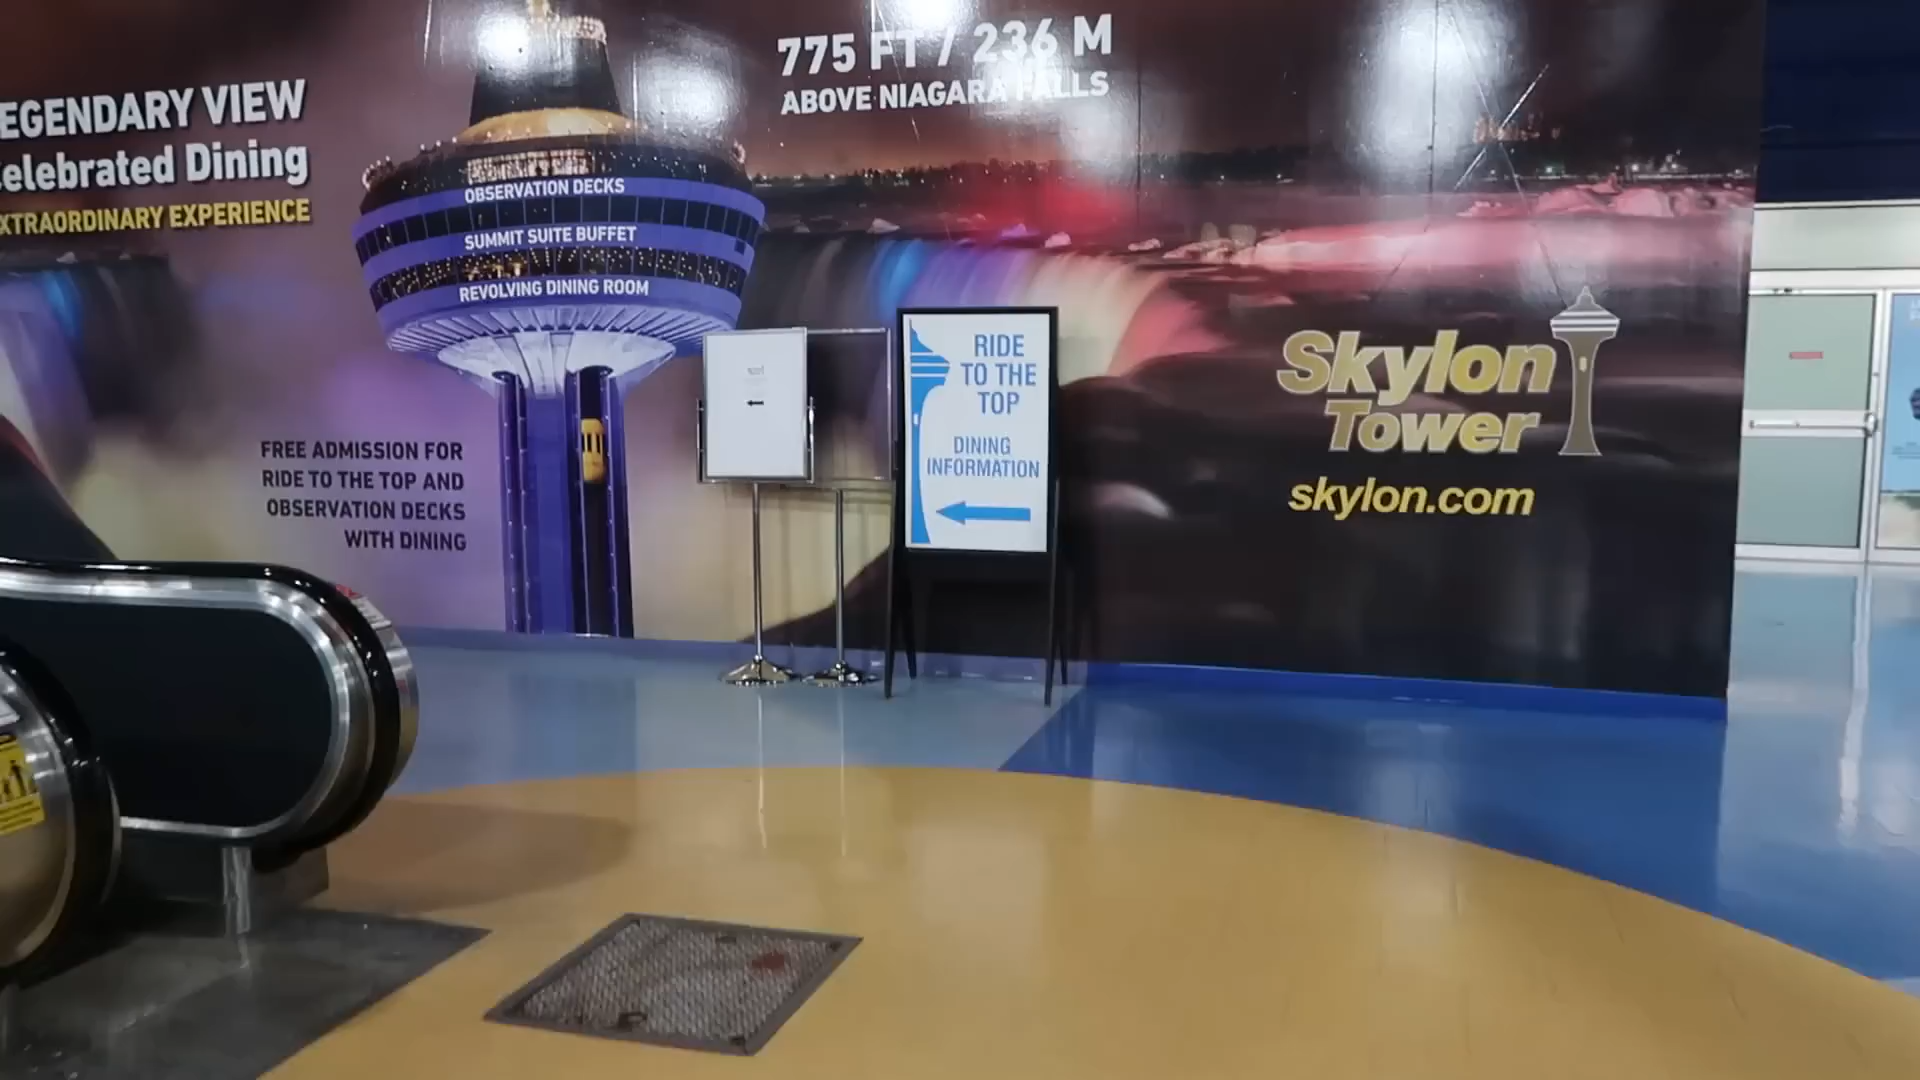 EGENDARY VIEW
elebrated Dining
XTRAORDINARY EXPERIENCE
775 FT / 236 M
ABOVE NIAGARA FALLS
OBSERVATION DECKS
SUMMIT SUITE BUFFET
REVOLVING DINING ROOM
FREE ADMISSION FOR
RIDE TO THE TOP AND
OBSERVATION DECKS
WITH DINING
RIDE
TO THE
TOP
DINING
INFORMATION
Skylon
Tower
skylon.com